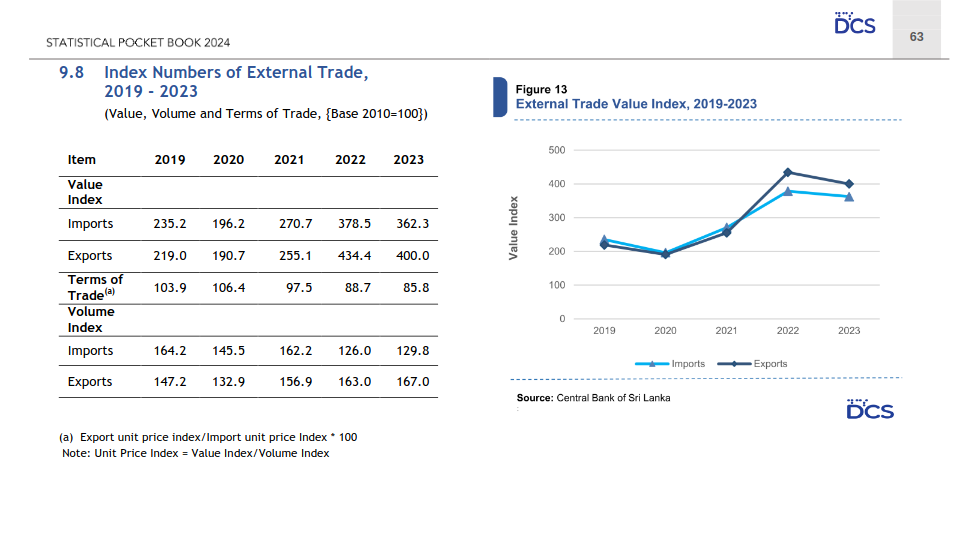 DCS
63
STATISTICAL POCKET BOOK 2024
9.8 Index Numbers of External Trade,
2019 - 2023
(Value, Volume and Terms of Trade, {Base 2010=100})
Item 2019 2020 2021 2022 2023
Value
Index
Imports 235.2 196.2 270.7 378.5 362.3
Exports 219.0 190.7 255.1 434.4 400.0
Terms of
Trade(a) 103.9 106.4 97.5 88.7 85.8
Volume
Index
Imports 164.2 145.5 162.2 126.0 129.8
Exports 147.2 132.9 156.9 163.0 167.0
(a) Export unit price index/Import unit price Index * 100
Note: Unit Price Index = Value Index/Volume Index
Figure 13
External Trade Value Index, 2019-2023
Value Index
500
400
300
200
100
0
2019 2020 2021 2022 2023
Imports Exports
Source: Central Bank of Sri Lanka
:
DCS